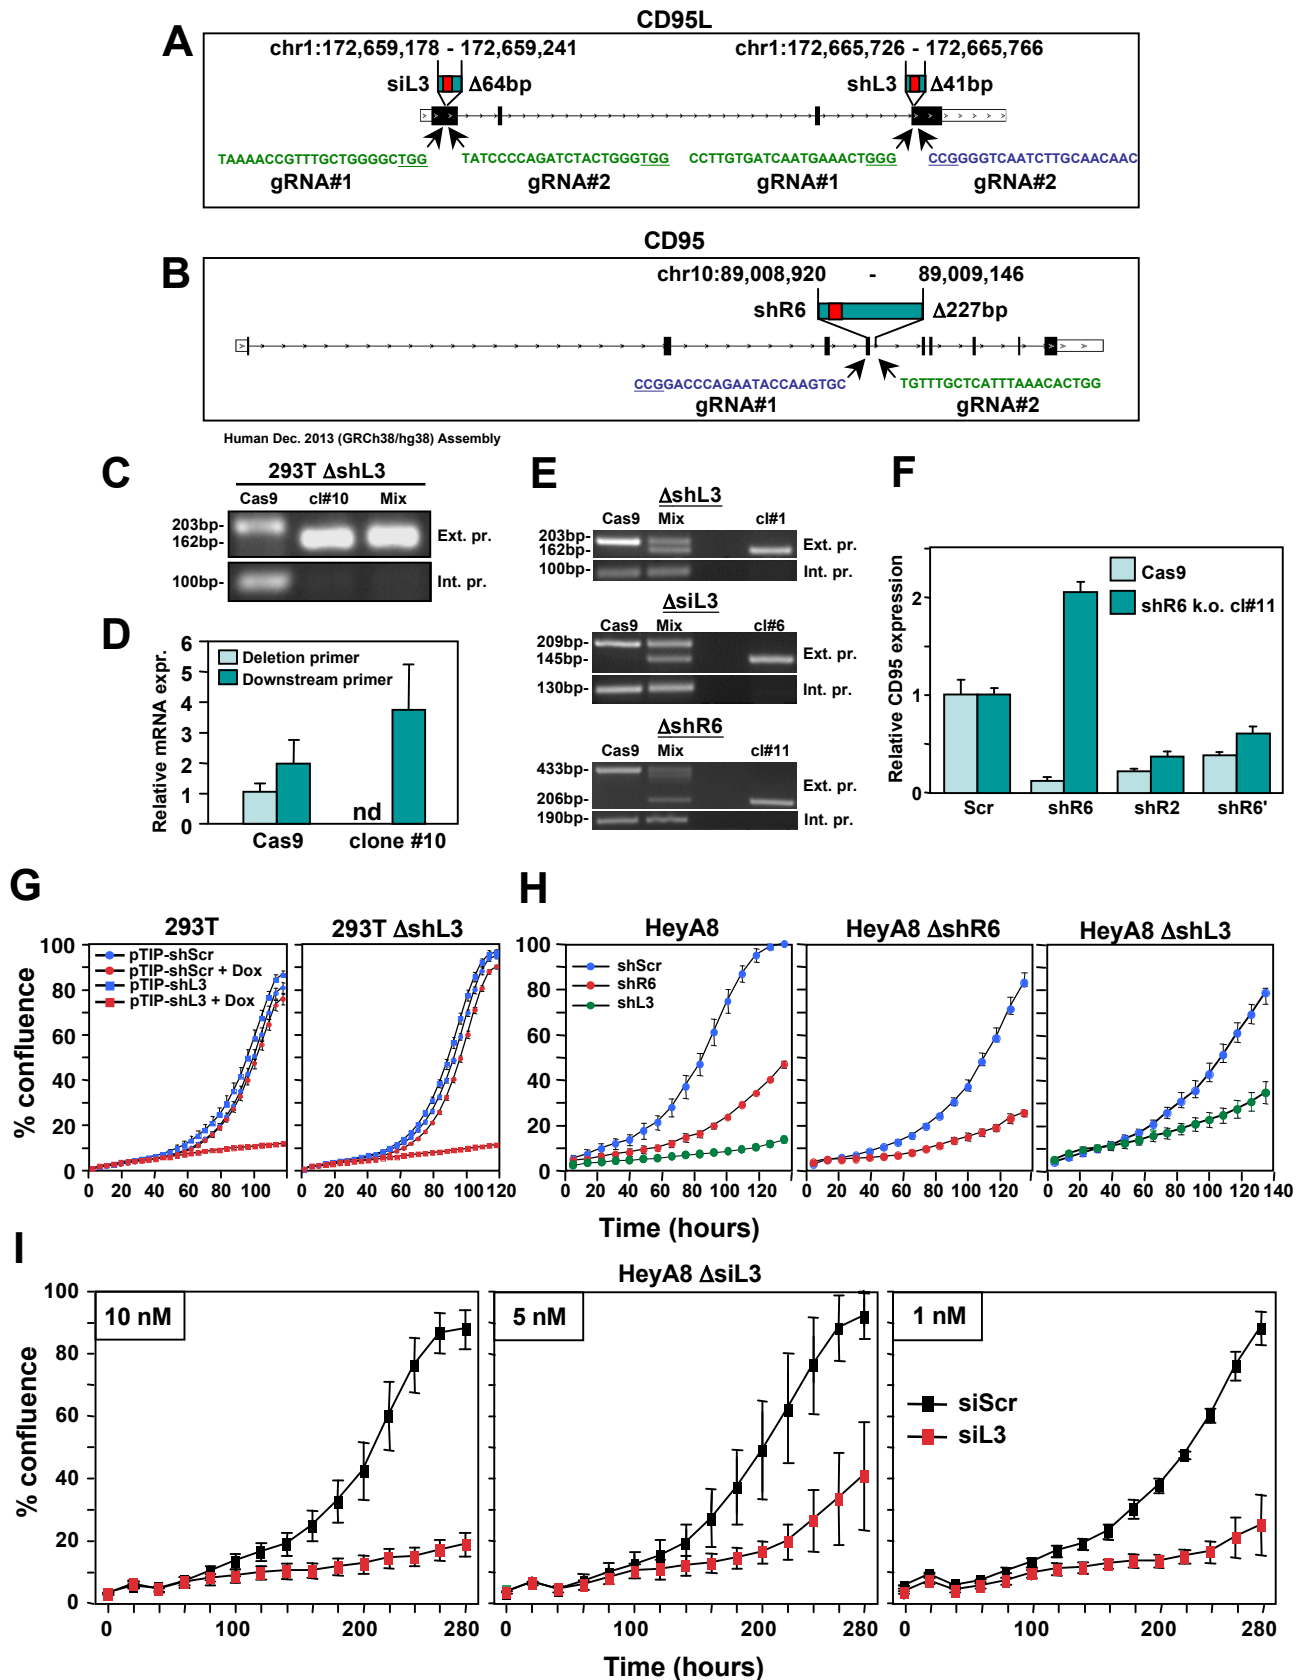 CD95L
A
chr1:172,659,178 - 172,659,241
chr1:172,665,726 - 172,665,766
siL3
Δ64bp
shL3
Δ41bp
TAAAACCGTTTGCTGGGGCTGG
TATCCCCAGATCTACTGGGTGG
CCTTGTGATCAATGAAACTGGG
CCGGGGTCAATCTTGCAACAAC
gRNA#1
gRNA#2
gRNA#1
gRNA#2
CD95
B
chr10:89,008,920 - 89,009,146
shR6
Δ227bp
CCGGACCCAGAATACCAAGTGC
TGTTTGCTCATTTAAACACTGG
gRNA#1
gRNA#2
Human Dec. 2013 (GRCh38/hg38) Assembly
C
293T ΔshL3
Cas9 cl#10 Mix
203bp-
162bp-
Ext. pr.
100bp-
Int. pr.
D
Relative mRNA expr.
6
5
4
3
2
1
0
Deletion primer
Downstream primer
nd
Cas9
clone #10
E
ΔshL3
Cas9 Mix cl#1
203bp-
162bp-
Ext. pr.
100bp-
Int. pr.
ΔsiL3
Cas9 Mix cl#6
209bp-
145bp-
Ext. pr.
130bp-
Int. pr.
ΔshR6
Cas9 Mix cl#11
433bp-
206bp-
Ext. pr.
190bp-
Int. pr.
F
Relative CD95 expression
2
1
0
Cas9
shR6 k.o. cl#11
Scr shR6 shR2 shR6'
G
293T
293T ΔshL3
% confluence
100
80
60
40
20
0
pTIP-shScr
pTIP-shScr + Dox
pTIP-shL3
pTIP-shL3 + Dox
0 20 40 60 80 100
0 20 40 60 80 100 120
H
HeyA8
HeyA8 ΔshR6
HeyA8 ΔshL3
100
80
60
40
20
0
shScr
shR6
shL3
0 20 40 60 80 100 120
0 20 40 60 80 100 120
0 20 40 60 80 100 120 140
Time (hours)
I
HeyA8 ΔsiL3
% confluence
100
80
60
40
20
0
10 nM
5 nM
1 nM
siScr
siL3
0 100 200 280
0 100 200 280
0 100 200 280
Time (hours)